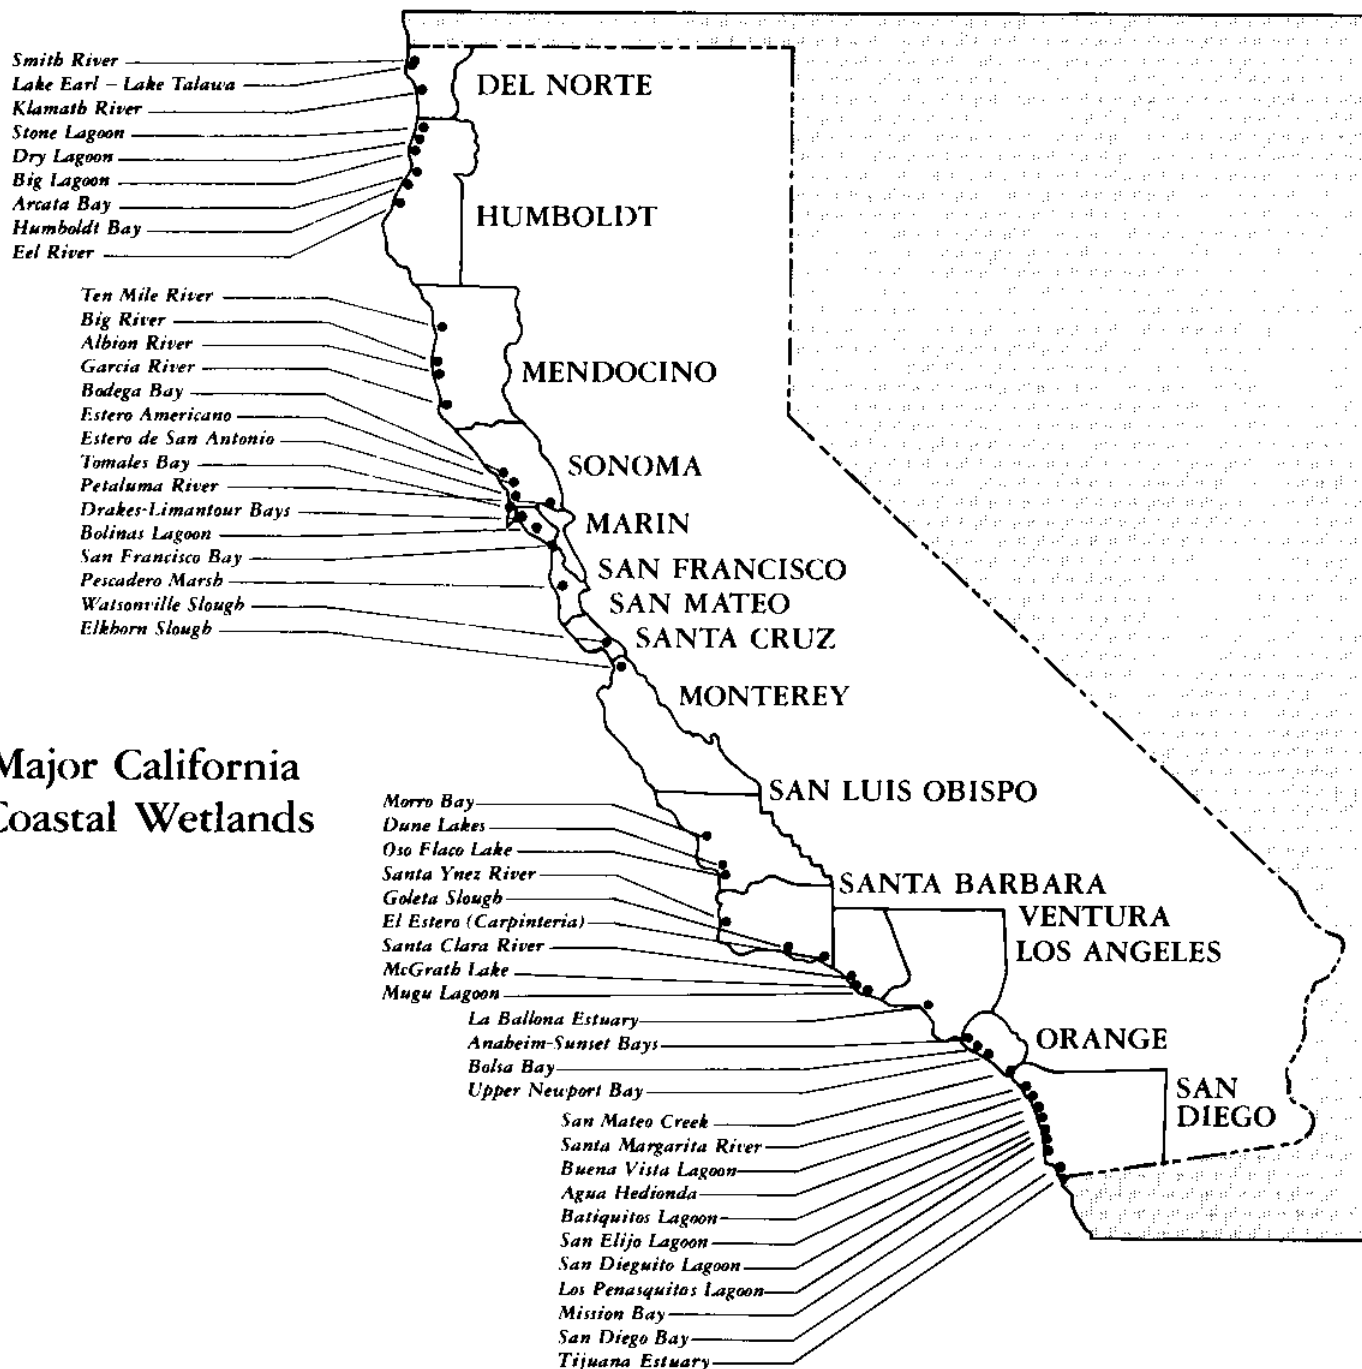 Smith River
Lake Earl – Lake Talawa
Klamath River
Stone Lagoon
Dry Lagoon
Big Lagoon
Arcata Bay
Humboldt Bay
Eel River
DEL NORTE
HUMBOLDT
Ten Mile River
Big River
Albion River
Garcia River
Bodega Bay
Estero Americano
Estero de San Antonio
Tomales Bay
Petaluma River
Drakes-Limantour Bays
Bolinas Lagoon
San Francisco Bay
Pescadero Marsh
Watsonville Slough
Elkhorn Slough
MENDOCINO
SONOMA
MARIN
SAN FRANCISCO
SAN MATEO
SANTA CRUZ
MONTEREY
Major California
Coastal Wetlands
SAN LUIS OBISPO
Morro Bay
Dune Lakes
Oso Flaco Lake
Santa Ynez River
Goleta Slough
El Estero (Carpinteria)
Santa Clara River
McGrath Lake
Mugu Lagoon
SANTA BARBARA
VENTURA
LOS ANGELES
La Ballona Estuary
Anaheim-Sunset Bays
Bolsa Bay
Upper Newport Bay
ORANGE
SAN
DIEGO
San Mateo Creek
Santa Margarita River
Buena Vista Lagoon
Agua Hedionda
Batiquitos Lagoon
San Elijo Lagoon
San Dieguito Lagoon
Los Penasquitos Lagoon
Mission Bay
San Diego Bay
Tijuana Estuary